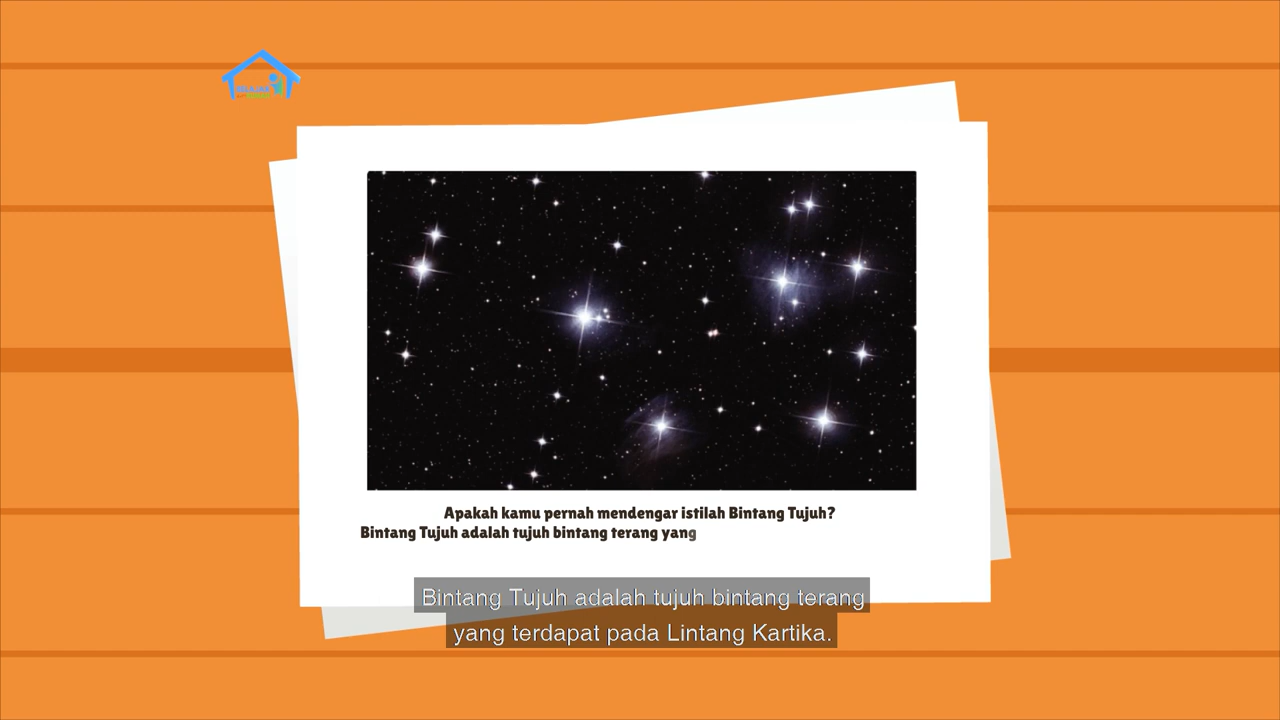 Apakah kamu pernah mendengar istilah Bintang Tujuh?
Bintang Tujuh adalah tujuh bintang terang yang
Bintang Tujuh adalah tujuh bintang terang
yang terdapat pada Lintang Kartika.